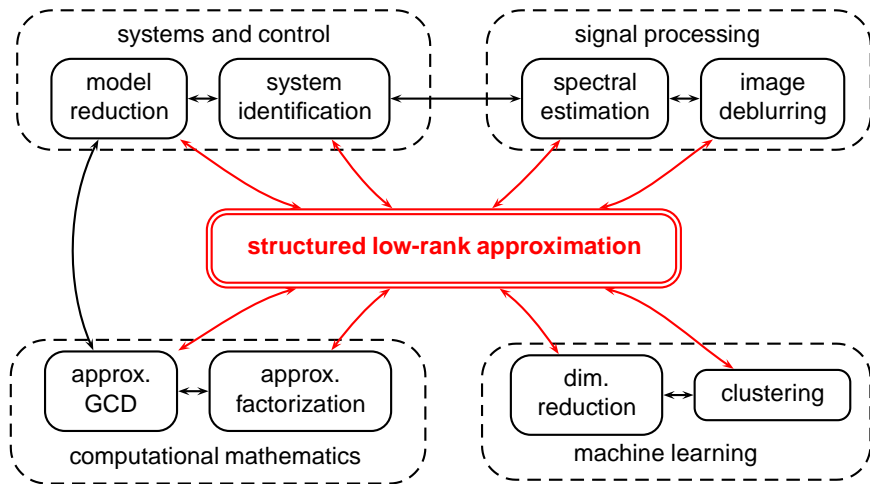 systems and control
signal processing
model
reduction
system
identification
spectral
estimation
image
deblurring
structured low-rank approximation
approx.
GCD
approx.
factorization
dim.
reduction
clustering
computational mathematics
machine learning